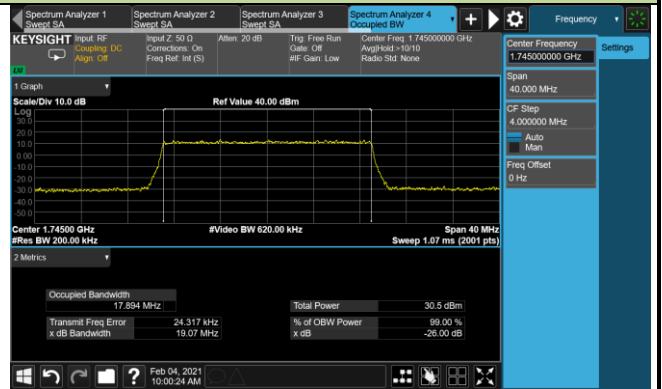 Spectrum Analyzer 1 Spectrum Analyzer 2 Spectrum Analyzer 3 Spectrum Analyzer 4 Frequency
Swept SA Swept SA Swept SA Occupied BW
KEYSIGHT Input: RF Input Z: 50 Ω Atten: 20 dB Trig: Free Run Center Freq: 1.745000000 GHz
Coupling: DC Corrections: On Gate: Off Avg|Hold:>10/10
Align: Off Freq Ref: Int (S) #IF Gain: Low Radio Std: None
Center Frequency Settings
1.745000000 GHz
Span
40.000 MHz
CF Step
4.000000 MHz
Auto
Man
Freq Offset
0 Hz
1 Graph
Scale/Div 10.0 dB Ref Value 40.00 dBm
Log
30.0
20.0
10.0
0.00
-10.0
-20.0
-30.0
-40.0
-50.0
Center 1.74500 GHz #Video BW 620.00 kHz Span 40 MHz
#Res BW 200.00 kHz Sweep 1.07 ms (2001 pts)
2 Metrics
Occupied Bandwidth
17.894 MHz Total Power 30.5 dBm
Transmit Freq Error 24.317 kHz % of OBW Power 99.00 %
x dB Bandwidth 19.07 MHz x dB -26.00 dB
Feb 04, 2021
10:00:24 AM